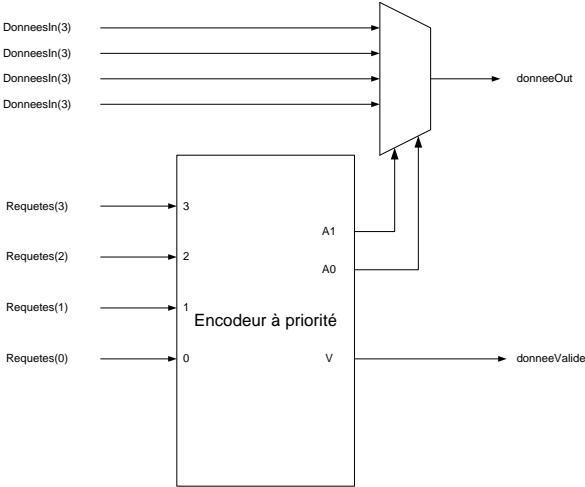 DonneesIn(3)
DonneesIn(3)
DonneesIn(3)
DonneesIn(3)
donneeOut
Requetes(3)
3
A1
Requetes(2)
2
A0
Requetes(1)
1
Encodeur à priorité
Requetes(0)
0
V
donneeValide